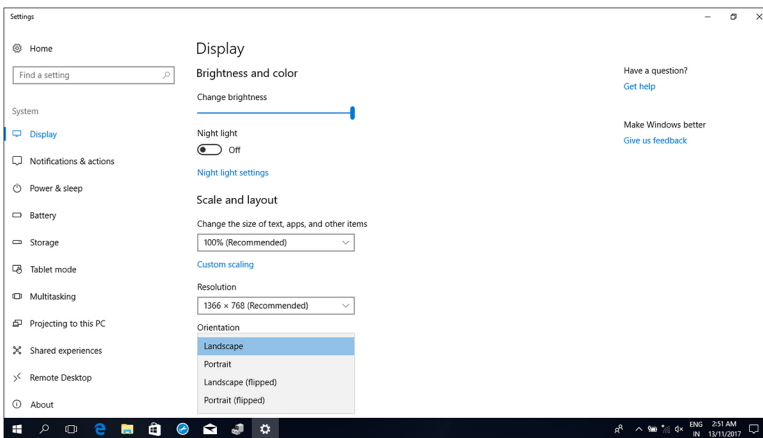 Settings
Home
Find a setting
System
Display
Notifications & actions
Power & sleep
Battery
Storage
Tablet mode
Multitasking
Projecting to this PC
Shared experiences
Remote Desktop
About
Display
Brightness and color
Change brightness
Night light
Off
Night light settings
Scale and layout
Change the size of text, apps, and other items
100% (Recommended)
Custom scaling
Resolution
1366 × 768 (Recommended)
Orientation
Landscape
Portrait
Landscape (flipped)
Portrait (flipped)
Have a question?
Get help
Make Windows better
Give us feedback
ENG 2:51 AM
IN 13/11/2017